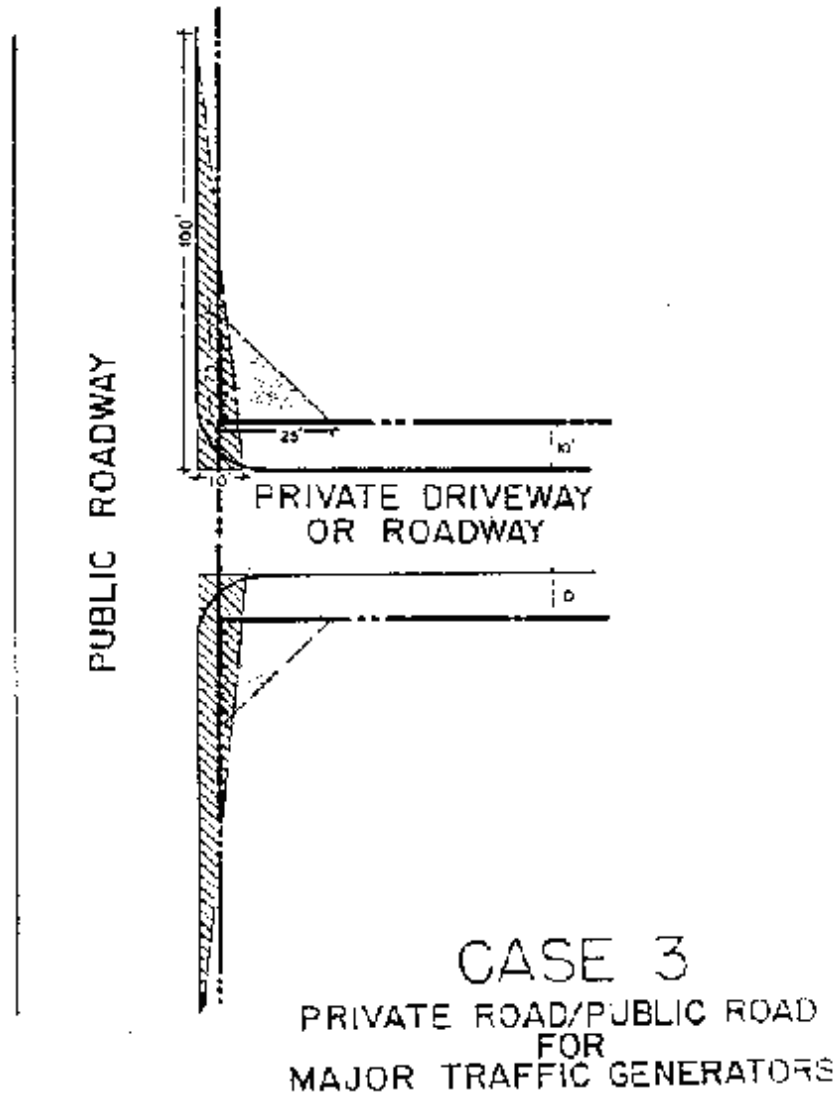 100'
PUBLIC ROADWAY
25'
10'
10'
PRIVATE DRIVEWAY
OR ROADWAY
CASE 3
PRIVATE ROAD/PUBLIC ROAD
FOR
MAJOR TRAFFIC GENERATORS